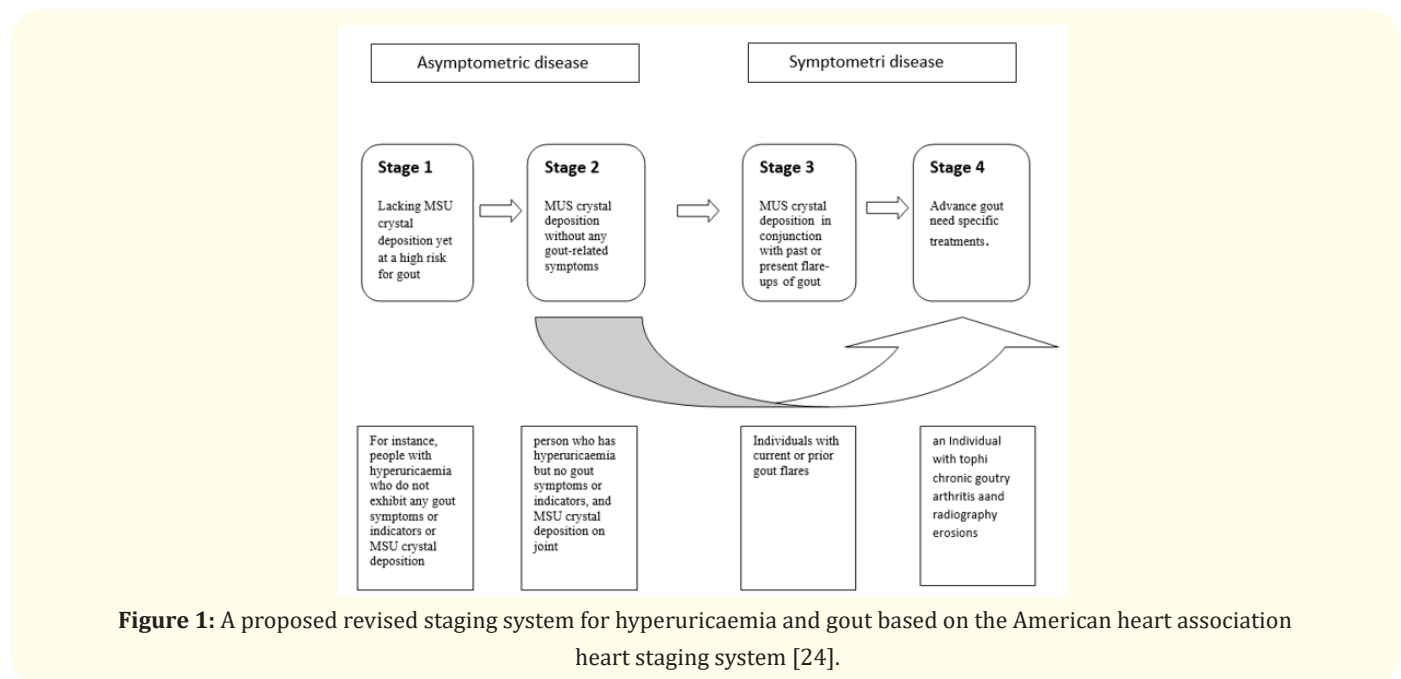 Asymptometric disease
Symptometri disease
Stage 1
Lacking MSU
crystal
deposition yet
at a high risk
for gout
Stage 2
MUS crystal
deposition
without any
gout-related
symptoms
Stage 3
MUS crystal
deposition in
conjunction
with past or
present flare-
ups of gout
Stage 4
Advance gout
need specific
treatments.
For instance,
people with
hyperuricaemia
who do not
exhibit any gout
symptoms or
indicators or
MSU crystal
deposition
person who has
hyperuricaemia
but no gout
symptoms or
indicators, and
MSU crystal
deposition on
joint
Individuals with
current or prior
gout flares
an Individual
with tophi
chronic goutry
arthritis aand
radiography
erosions
Figure 1: A proposed revised staging system for hyperuricaemia and gout based on the American heart association
heart staging system [24].